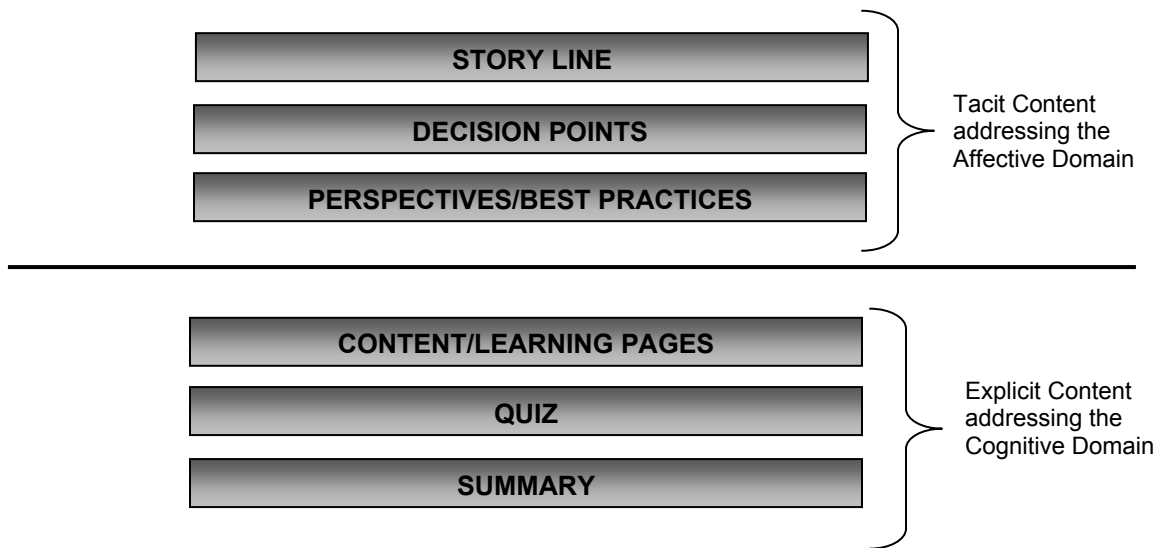 STORY LINE
DECISION POINTS
PERSPECTIVES/BEST PRACTICES
Tacit Content
addressing the
Affective Domain
CONTENT/LEARNING PAGES
QUIZ
SUMMARY
Explicit Content
addressing the
Cognitive Domain